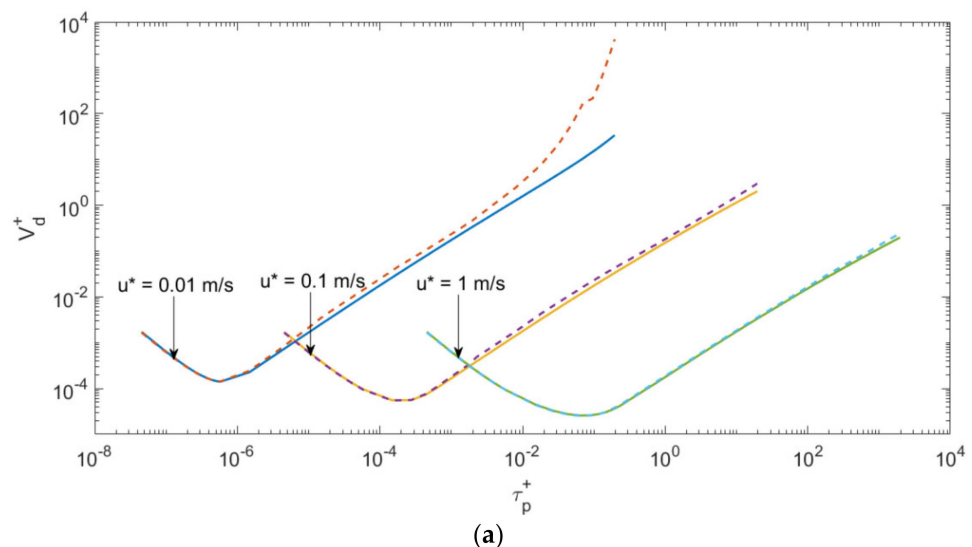 10^4
10^2
10^0
10^-2
10^-4
V_d^+
u* = 0.01 m/s
u* = 0.1 m/s
u* = 1 m/s
10^-8 10^-6 10^-4 10^-2 10^0 10^2 10^4
τ_p^+
(a)